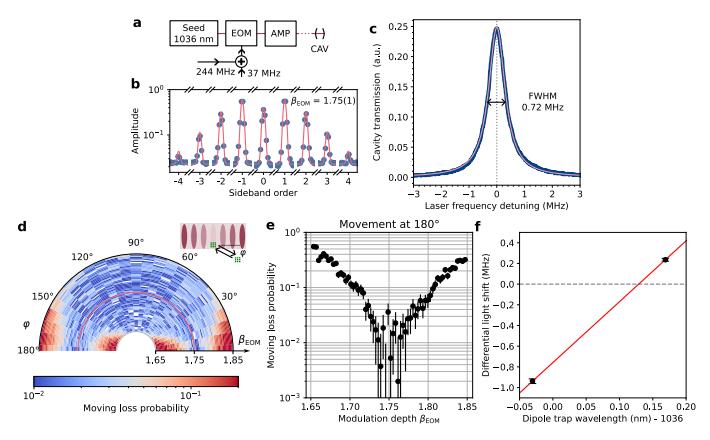 a
Seed
1036 nm
EOM
AMP
CAV
244 MHz
37 MHz
b
β_EOM = 1.75(1)
10⁰
10⁻¹
Amplitude
-4 -3 -2 -1 0 1 2 3 4
Sideband order
c
0.25
0.20
0.15
0.10
0.05
0.00
Cavity transmission (a.u.)
FWHM
0.72 MHz
−3 −2 −1 0 1 2 3
Laser frequency detuning (MHz)
d
90°
120° 60°
150° 30°
φ
180°
φ
β_EOM
1.65 1.75 1.85
10⁻² 10⁻¹
Moving loss probability
e
Movement at 180°
10⁰
10⁻¹
10⁻²
10⁻³
Moving loss probability
1.65 1.70 1.75 1.80 1.85
Modulation depth β_EOM
f
0.4
0.2
0.0
−0.2
−0.4
−0.6
−0.8
−1.0
Differential light shift (MHz)
−0.05 0.00 0.05 0.10 0.15 0.20
Dipole trap wavelength (nm) - 1036